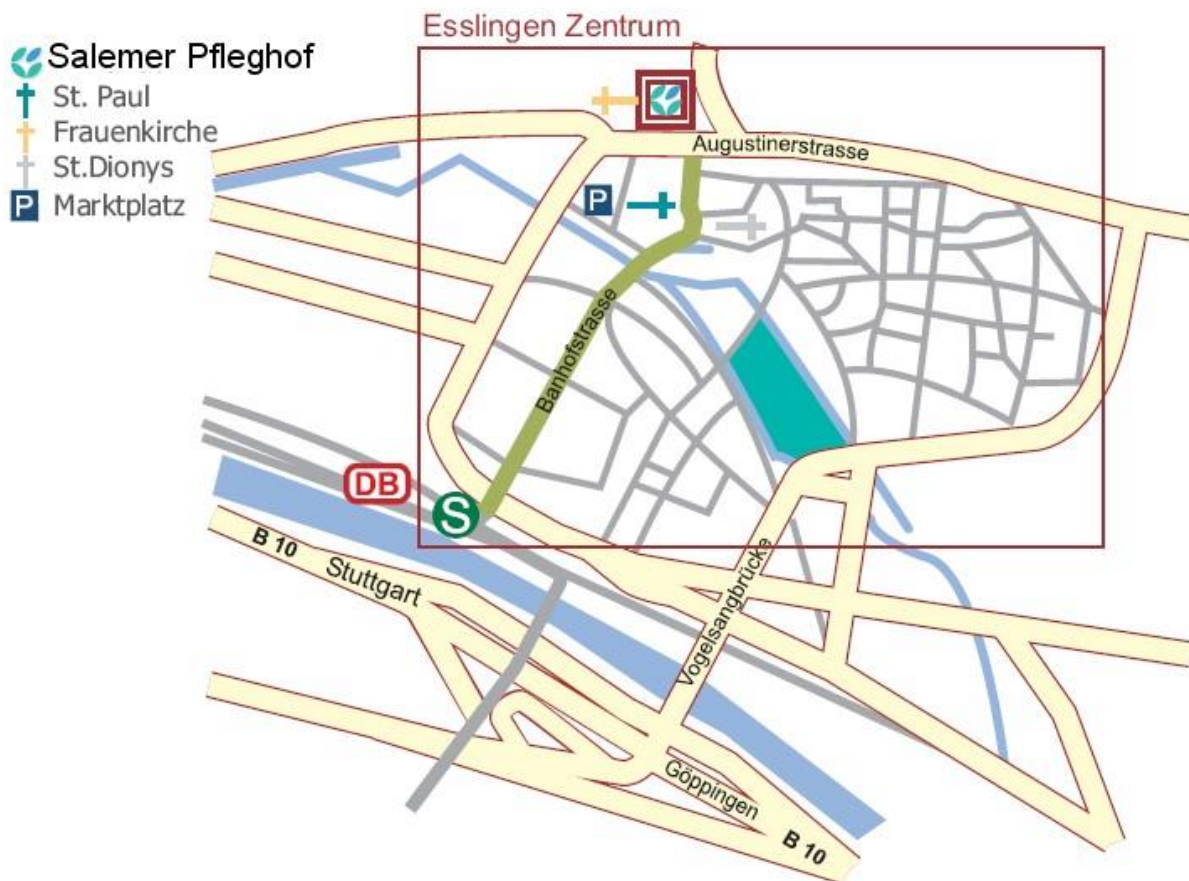 Esslingen Zentrum
Salemer Pfleghof
St. Paul
Frauenkirche
St.Dionys
P Marktplatz
Augustinerstrasse
P
Banhofstrasse
DB
S
B 10
Stuttgart
Vogelsangbrücke
Göppingen
B 10